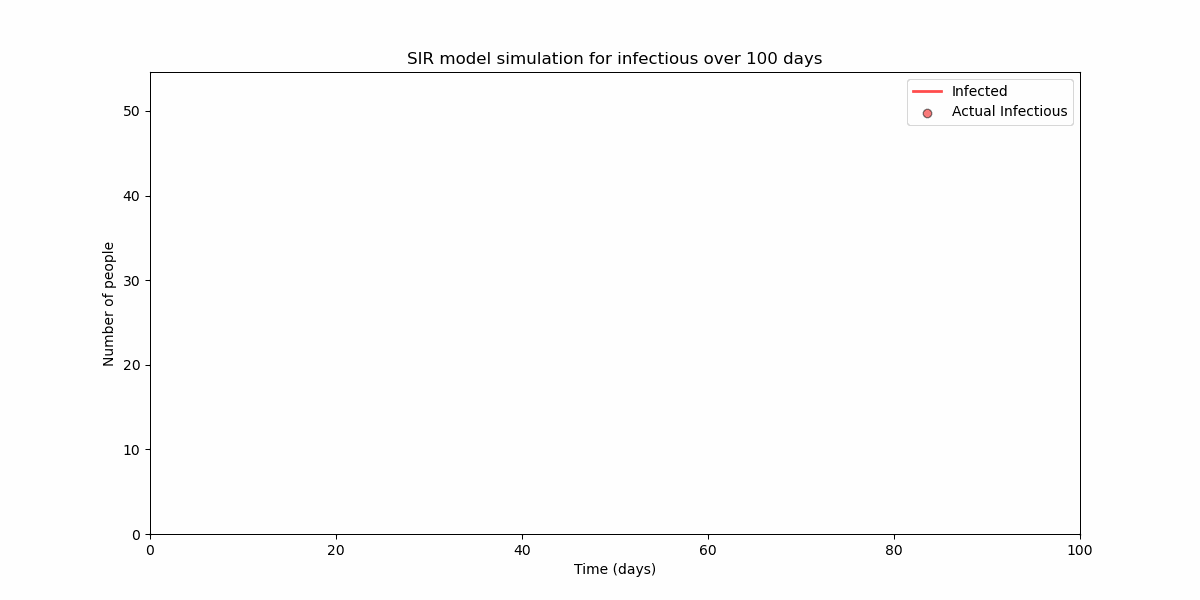 SIR model simulation for infectious over 100 days
Infected
Actual Infectious
50
40
30
20
10
0
Number of people
0 20 40 60 80 100
Time (days)